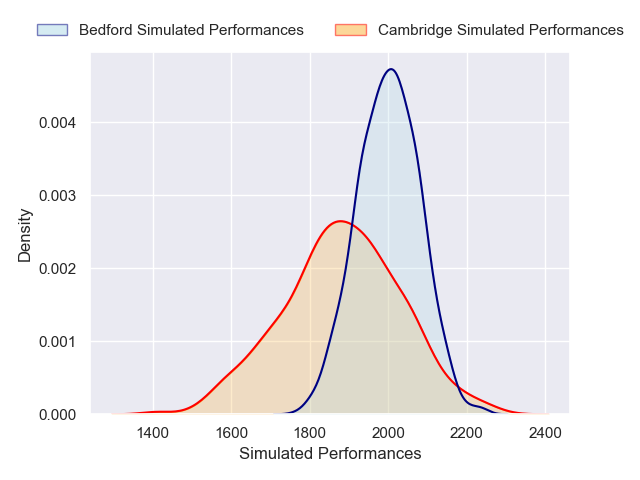 Bedford Simulated Performances
Cambridge Simulated Performances
Density
0.004
0.003
0.002
0.001
0.000
1400 1600 1800 2000 2200 2400
Simulated Performances